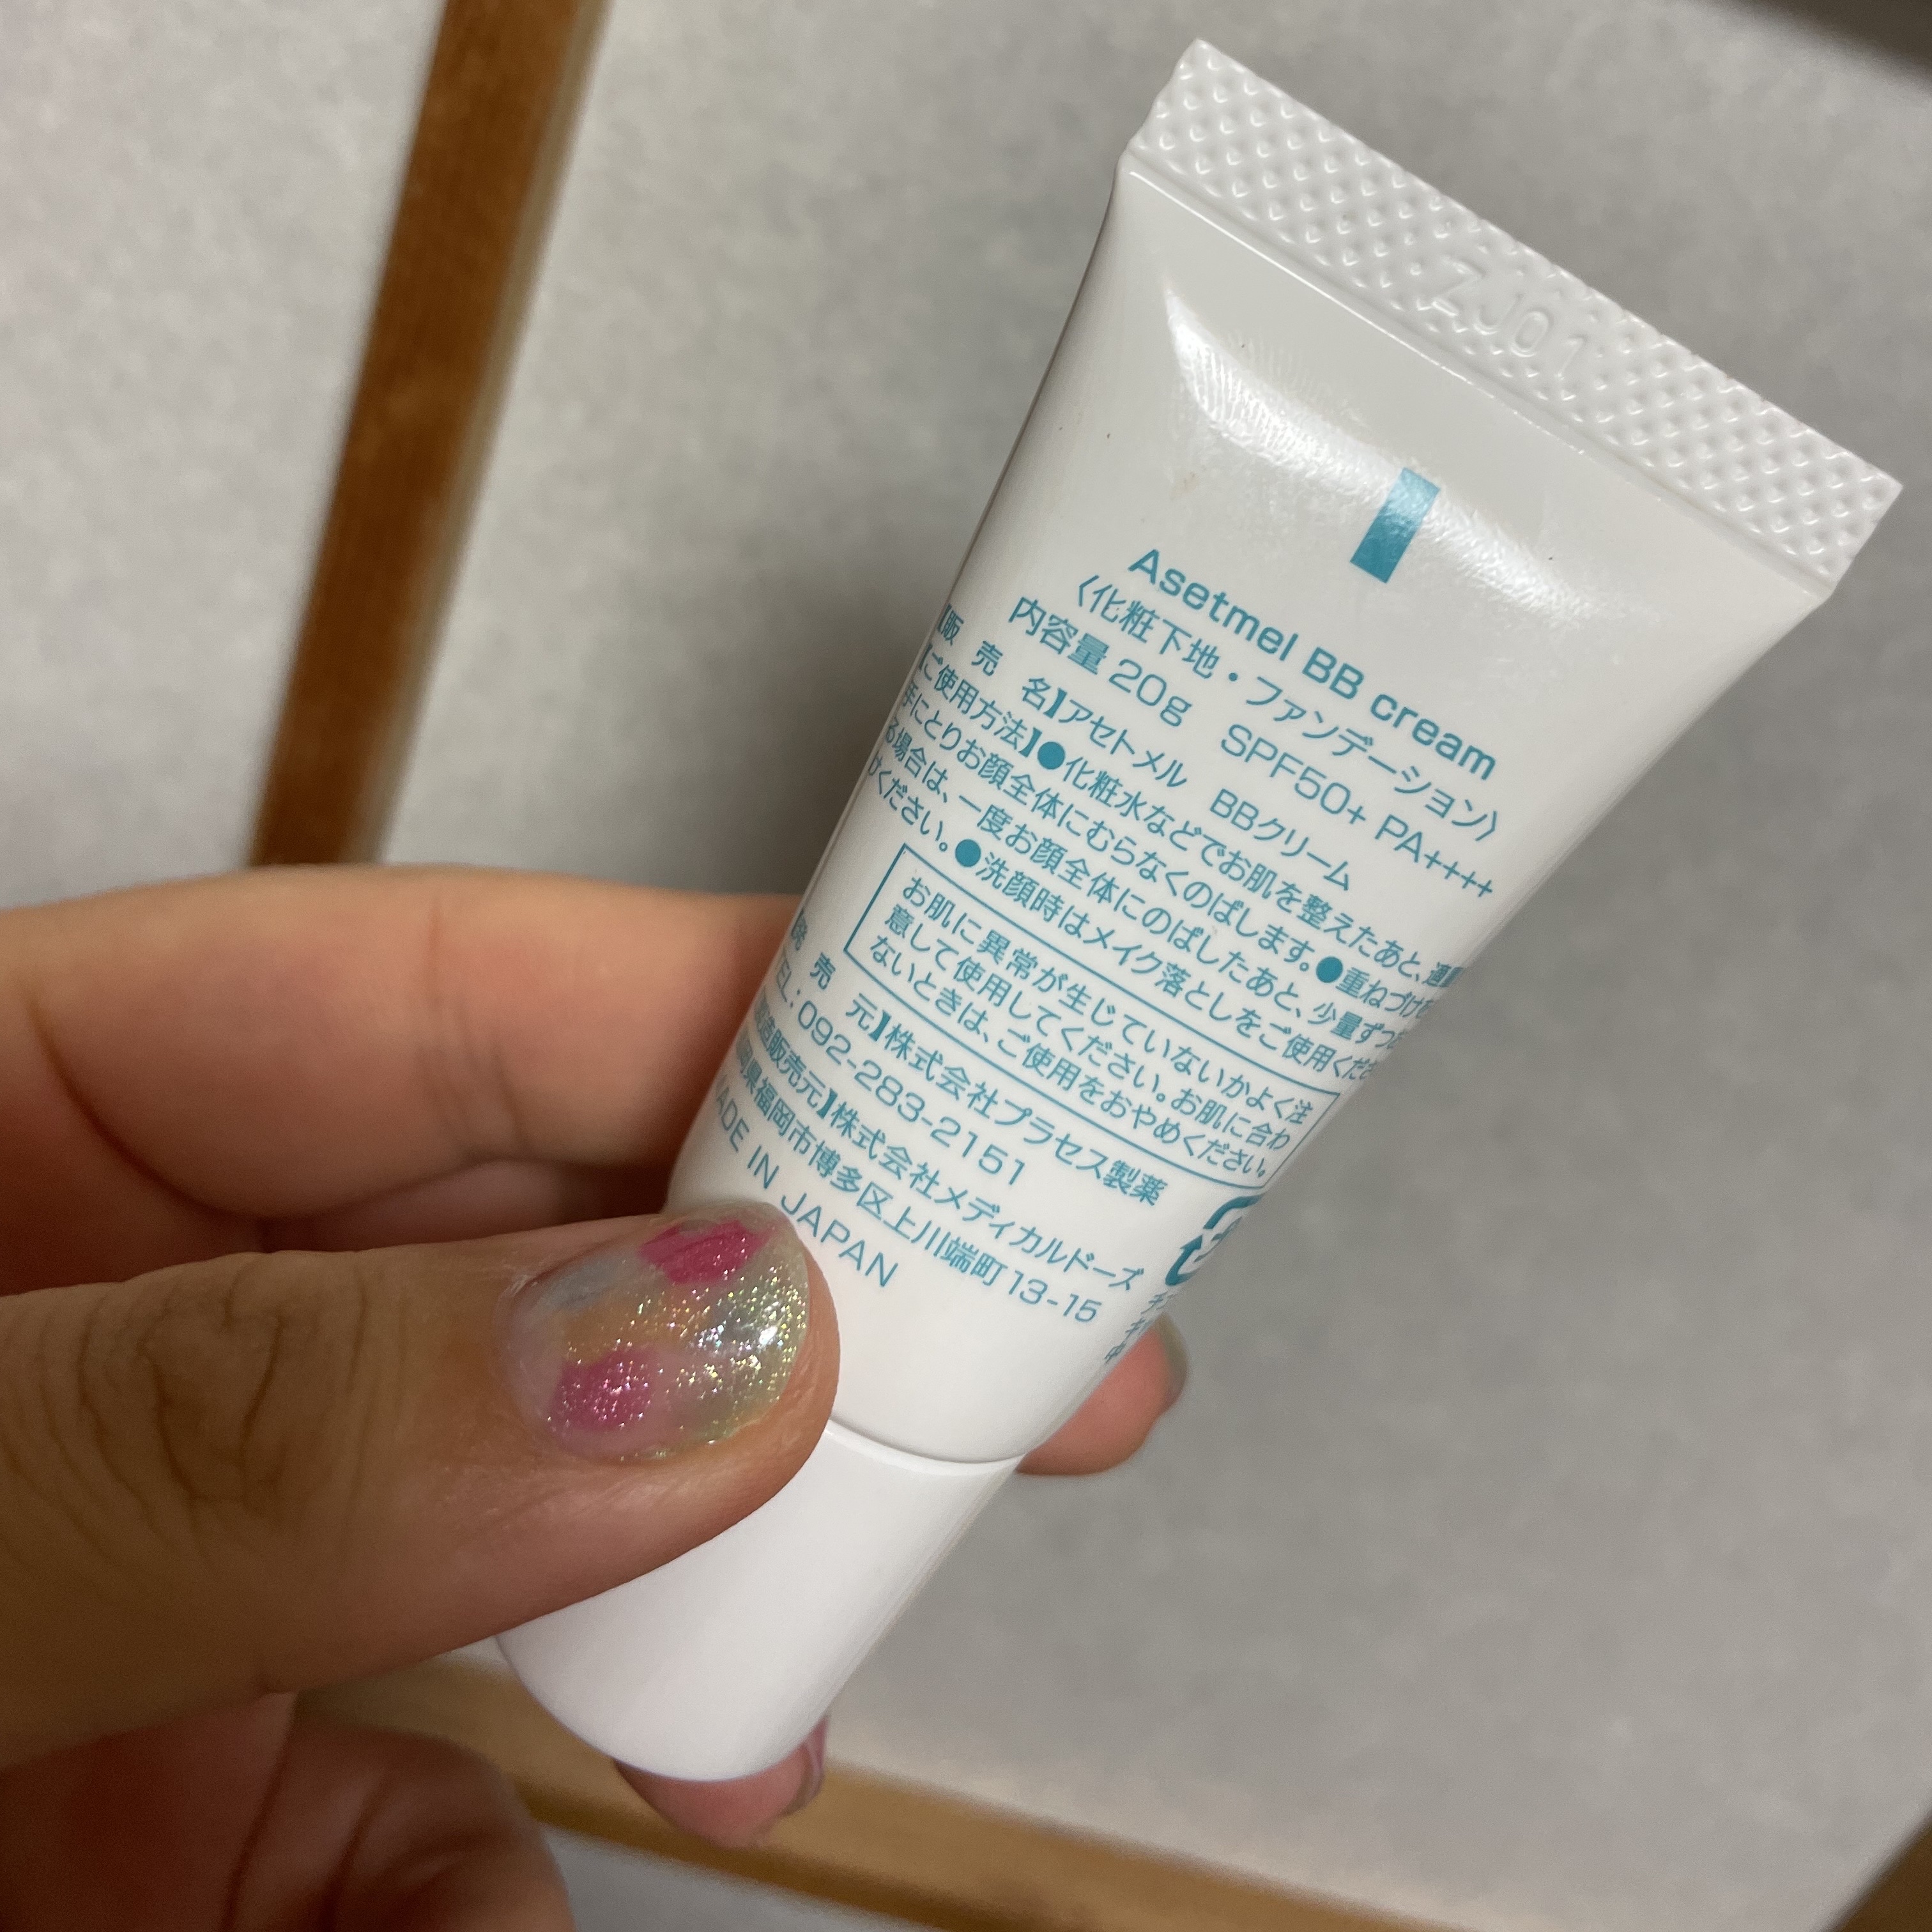 ZJ01
Asetmel BB cream
〈化粧下地・ファンデーション〉
内容量 20g　SPF50+ PA++++
【販　売　名】アセトメル　BBクリーム
【ご使用方法】●化粧水などでお肌を整えたあと、適量
手にとりお顔全体にむらなくのばします。●重ねづけ
る場合は、一度お顔全体にのばしたあと、少量ずつ
ください。●洗顔時はメイク落としをご使用くだ
お肌に異常が生じていないかよく注
意して使用してください。お肌に合わ
ないときは、ご使用をおやめください。
売　元】株式会社プラセス製薬
TEL：092-283-2151
販売元】株式会社メディカルドーズ
県福岡市博多区上川端町13-15
MADE IN JAPAN